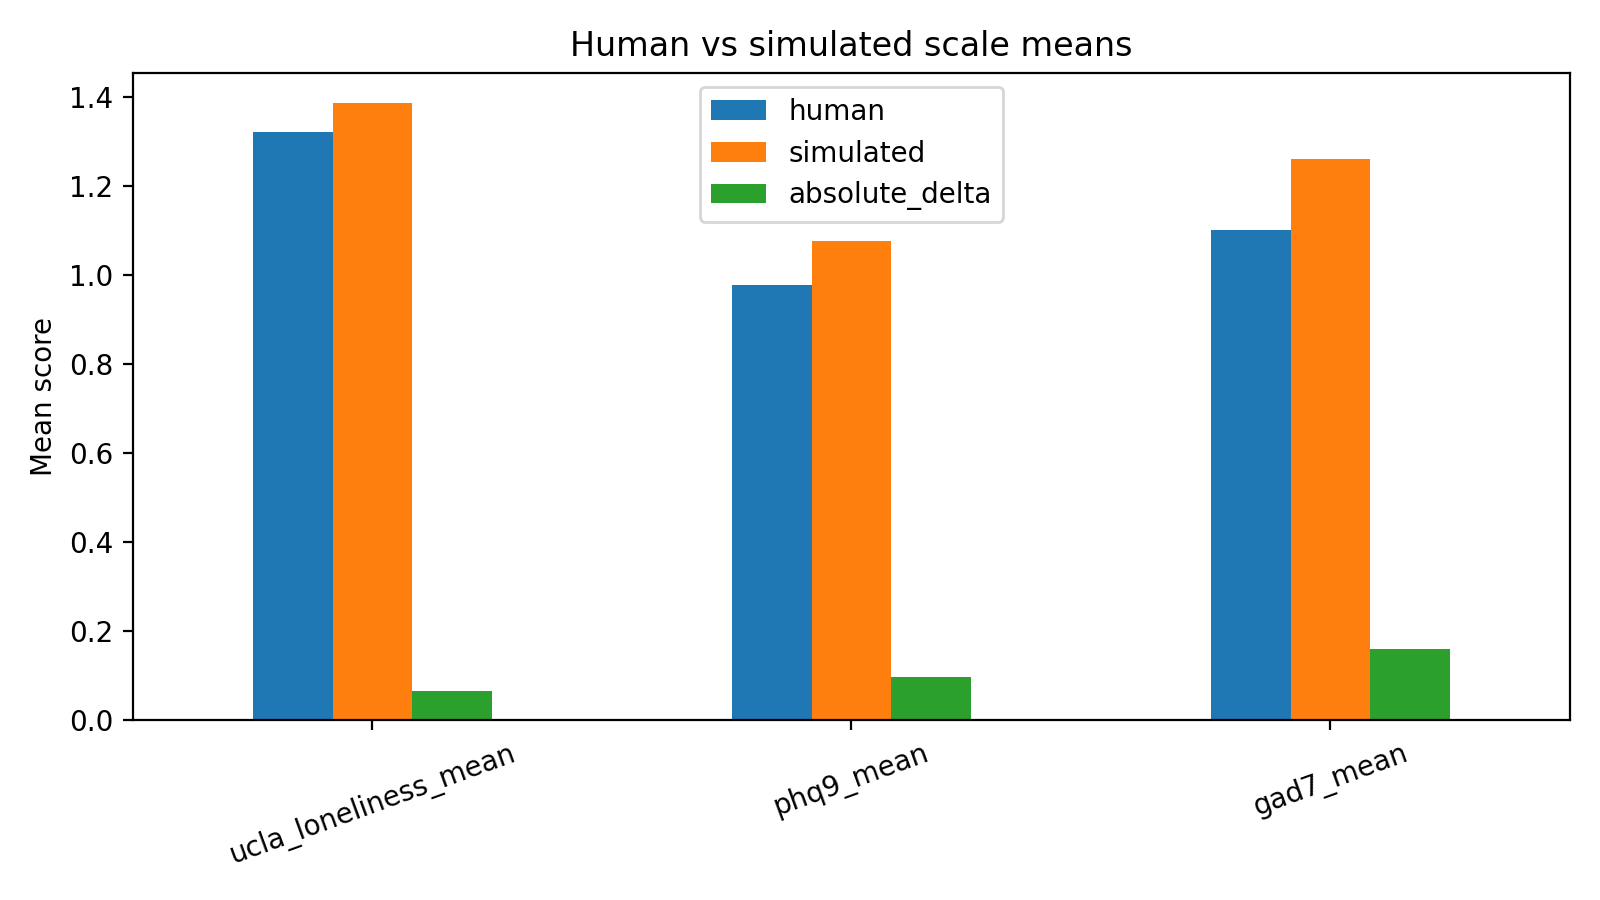 Human vs simulated scale means
human
simulated
absolute_delta
Mean score
1.4
1.2
1.0
0.8
0.6
0.4
0.2
0.0
ucla_loneliness_mean
phq9_mean
gad7_mean